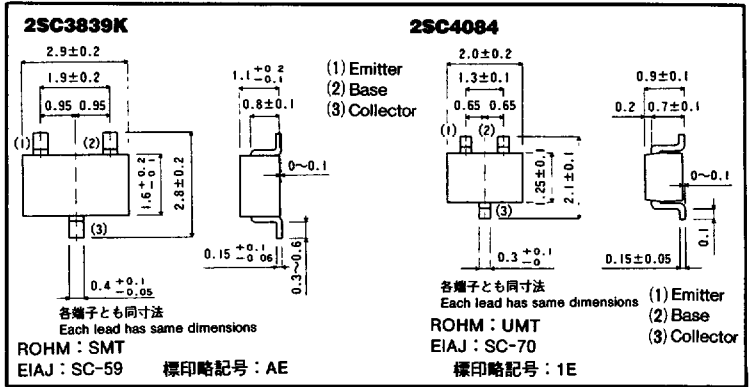 2SC3839K
2.9±0.2
1.9±0.2
0.95 0.95
(1)
(2)
(3)
1.6 +0.2 -0.1
2.8±0.2
0.4 +0.1 -0.05
1.1 +0.2 -0.1
0.8±0.1
0~0.1
0.15 +0.1 -0.06
0.3~0.6
(1) Emitter
(2) Base
(3) Collector
各端子とも同寸法
Each lead has same dimensions
ROHM：SMT
EIAJ：SC-59
標印略記号：AE
2SC4084
2.0±0.2
1.3±0.1
0.65 0.65
(1)
(2)
(3)
1.25±0.1
2.1±0.1
0.3 +0.1 -0
0.9±0.1
0.2
0.7±0.1
0~0.1
0.15±0.05
0.1
各端子とも同寸法
Each lead has same dimensions
(1) Emitter
(2) Base
(3) Collector
ROHM：UMT
EIAJ：SC-70
標印略記号：1E